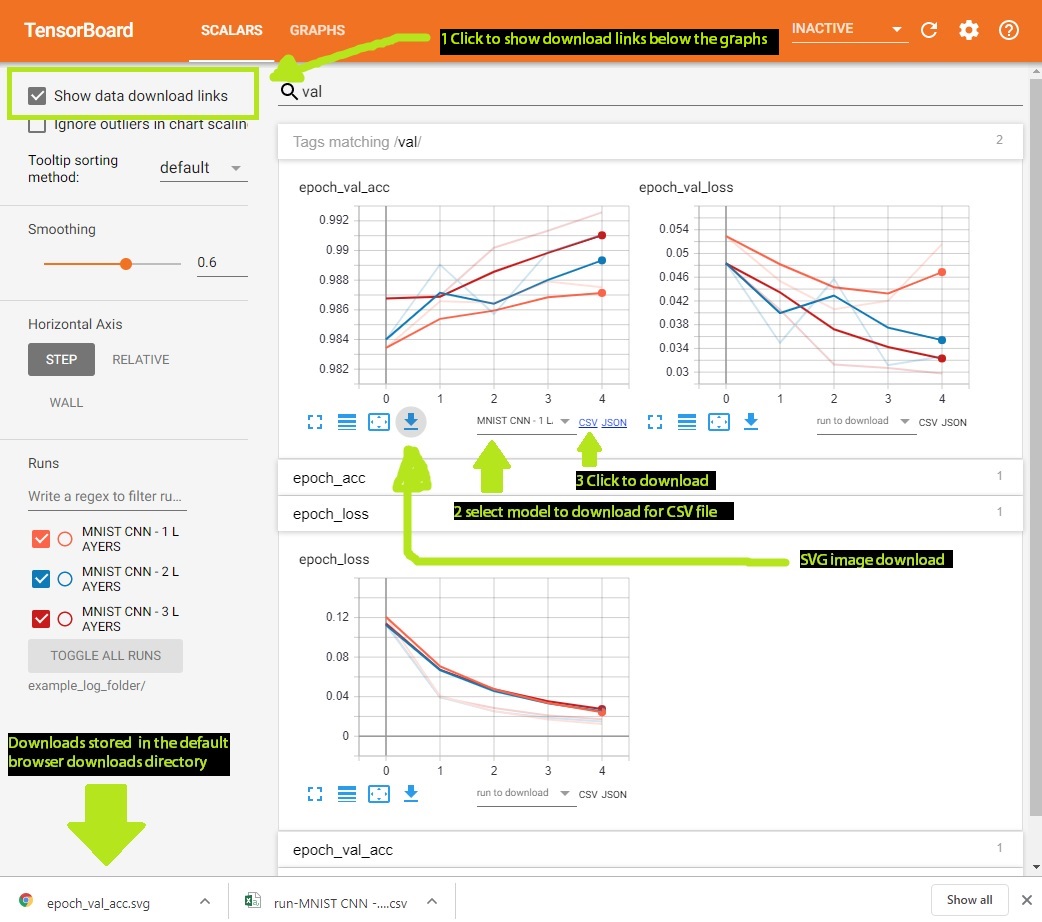 TensorBoard
SCALARS
GRAPHS
INACTIVE
1 Click to show download links below the graphs
Show data download links
Ignore outliers in chart scalin
Tooltip sorting
method:
default
Smoothing
0.6
Horizontal Axis
STEP
RELATIVE
WALL
Runs
Write a regex to filter ru...
MNIST CNN - 1 L
AYERS
MNIST CNN - 2 L
AYERS
MNIST CNN - 3 L
AYERS
TOGGLE ALL RUNS
example_log_folder/
Downloads stored in the default
browser downloads directory
val
Tags matching /val/
2
epoch_val_acc
0.992
0.99
0.988
0.986
0.984
0.982
0 1 2 3 4
MNIST CNN - 1 L.
CSV JSON
epoch_val_loss
0.054
0.05
0.046
0.042
0.038
0.034
0.03
0 1 2 3 4
run to download
CSV JSON
3 Click to download
2 select model to download for CSV file
SVG image download
epoch_acc
1
epoch_loss
1
epoch_loss
0.12
0.08
0.04
0
0 1 2 3 4
run to download
CSV JSON
epoch_val_acc
1
epoch_val_acc.svg
run-MNIST CNN -....csv
Show all